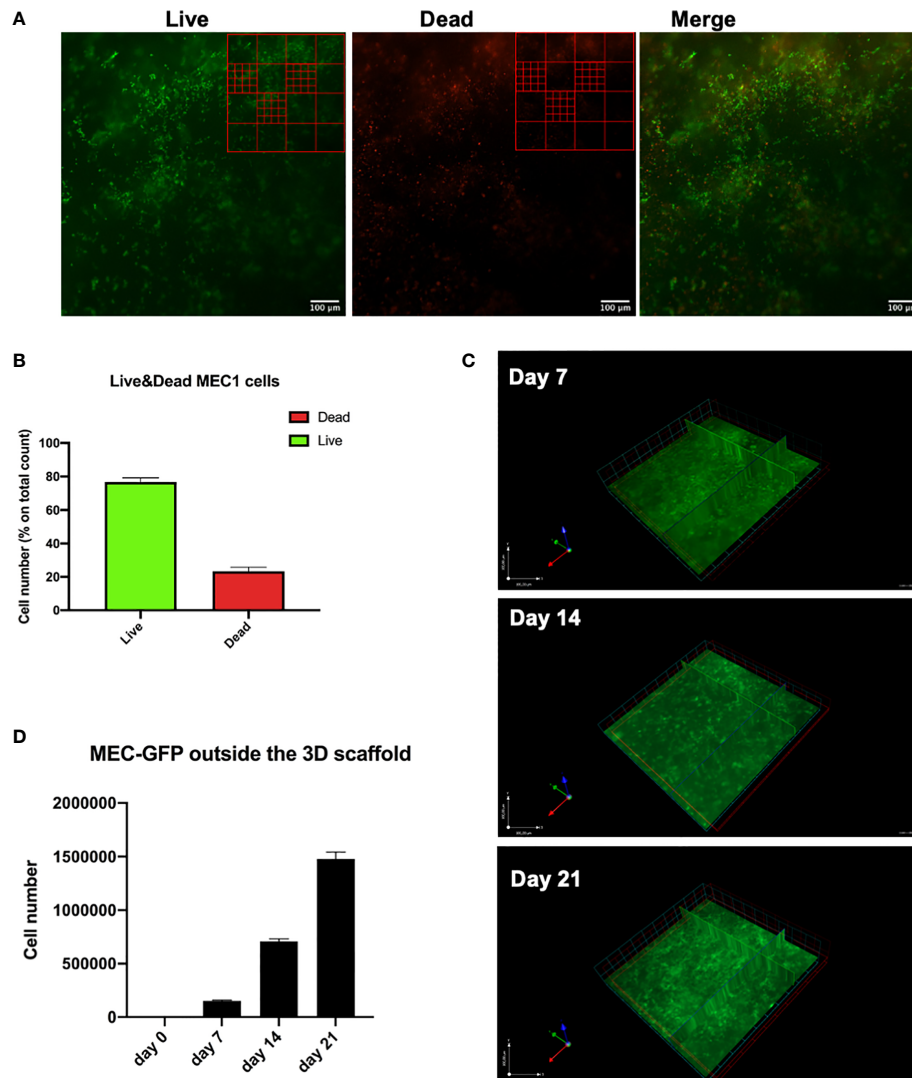 A
Live
Dead
Merge
100 µm
100 µm
100 µm
B
Live&Dead MEC1 cells
Dead
Live
Cell number (% on total count)
100
80
60
40
20
0
Live
Dead
C
Day 7
Day 14
Day 21
D
MEC-GFP outside the 3D scaffold
Cell number
2000000
1500000
1000000
500000
0
day 0
day 7
day 14
day 21